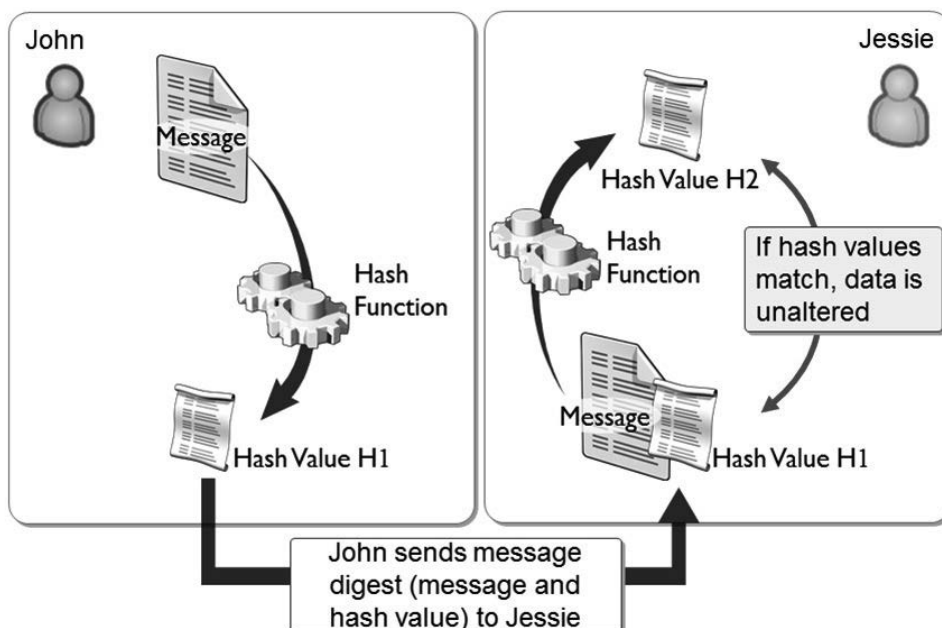 John
Message
Hash
Function
Hash Value H1
John sends message
digest (message and
hash value) to Jessie
Jessie
Hash Value H2
Hash
Function
If hash values
match, data is
unaltered
Message
Hash Value H1